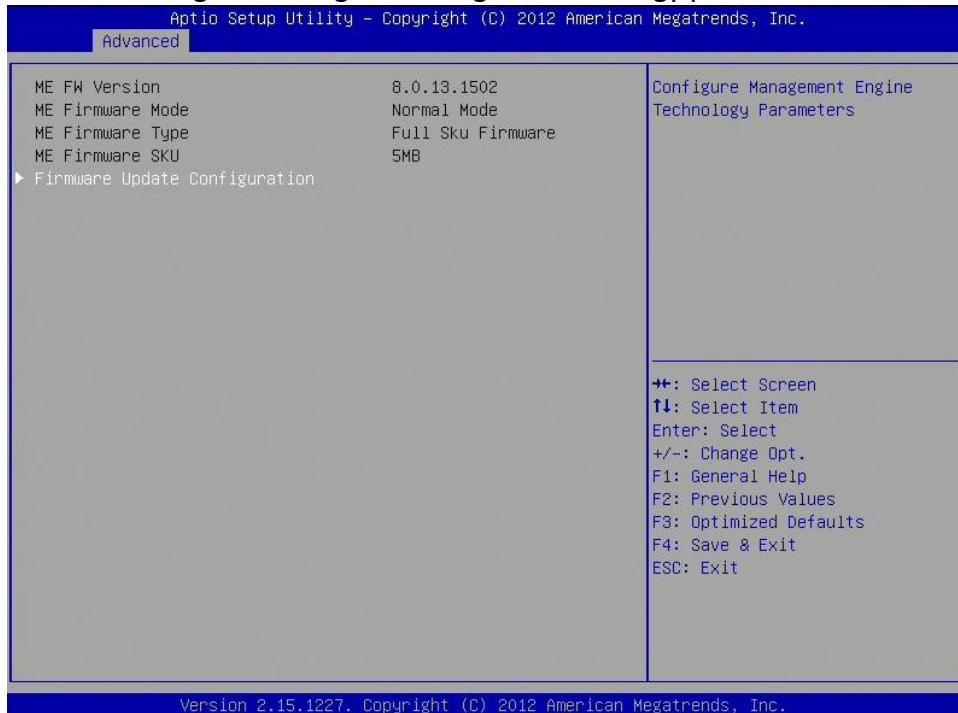 Aptio Setup Utility – Copyright (C) 2012 American Megatrends, Inc.
Advanced
ME FW Version 8.0.13.1502
ME Firmware Mode Normal Mode
ME Firmware Type Full Sku Firmware
ME Firmware SKU 5MB
▶ Firmware Update Configuration
Configure Management Engine
Technology Parameters
→←: Select Screen
↑↓: Select Item
Enter: Select
+/-: Change Opt.
F1: General Help
F2: Previous Values
F3: Optimized Defaults
F4: Save & Exit
ESC: Exit
Version 2.15.1227. Copyright (C) 2012 American Megatrends, Inc.